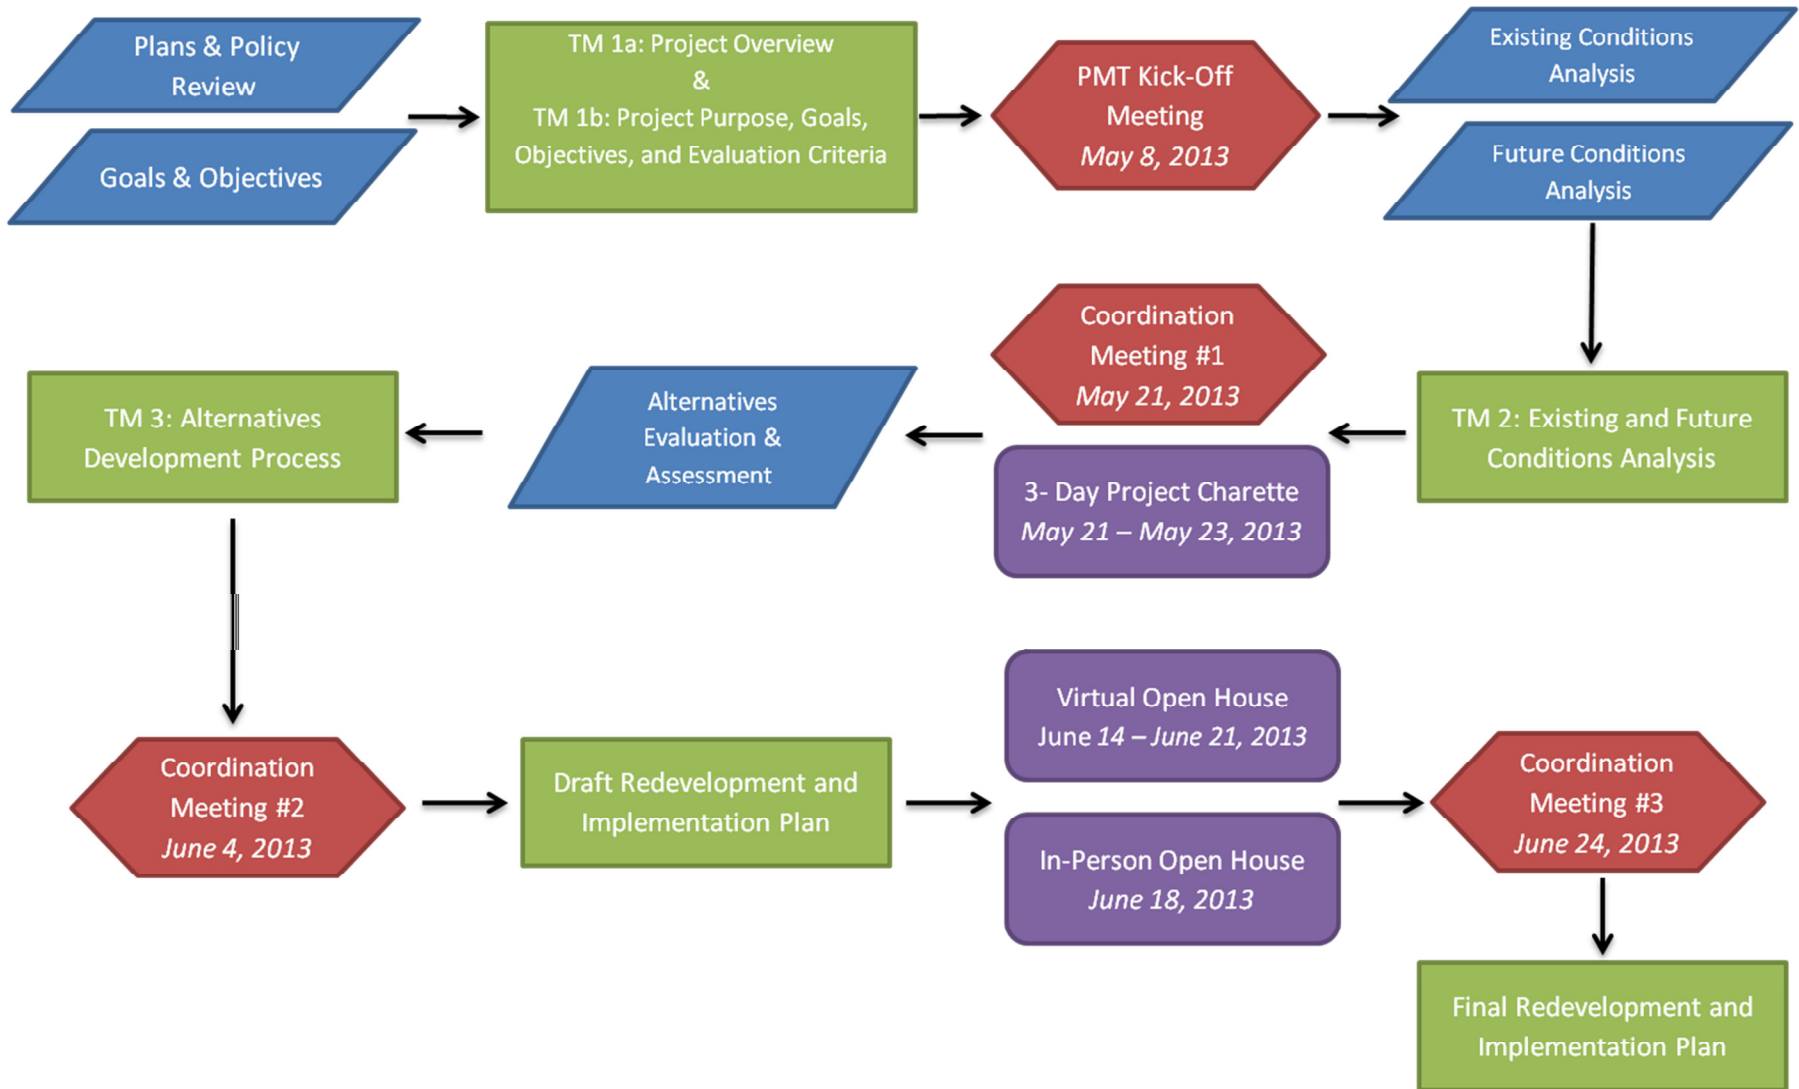 Plans & Policy
Review
Goals & Objectives
TM 1a: Project Overview
&
TM 1b: Project Purpose, Goals,
Objectives, and Evaluation Criteria
PMT Kick-Off
Meeting
May 8, 2013
Existing Conditions
Analysis
Future Conditions
Analysis
TM 2: Existing and Future
Conditions Analysis
Coordination
Meeting #1
May 21, 2013
3- Day Project Charette
May 21 – May 23, 2013
Alternatives
Evaluation &
Assessment
TM 3: Alternatives
Development Process
Coordination
Meeting #2
June 4, 2013
Draft Redevelopment and
Implementation Plan
Virtual Open House
June 14 – June 21, 2013
In-Person Open House
June 18, 2013
Coordination
Meeting #3
June 24, 2013
Final Redevelopment and
Implementation Plan